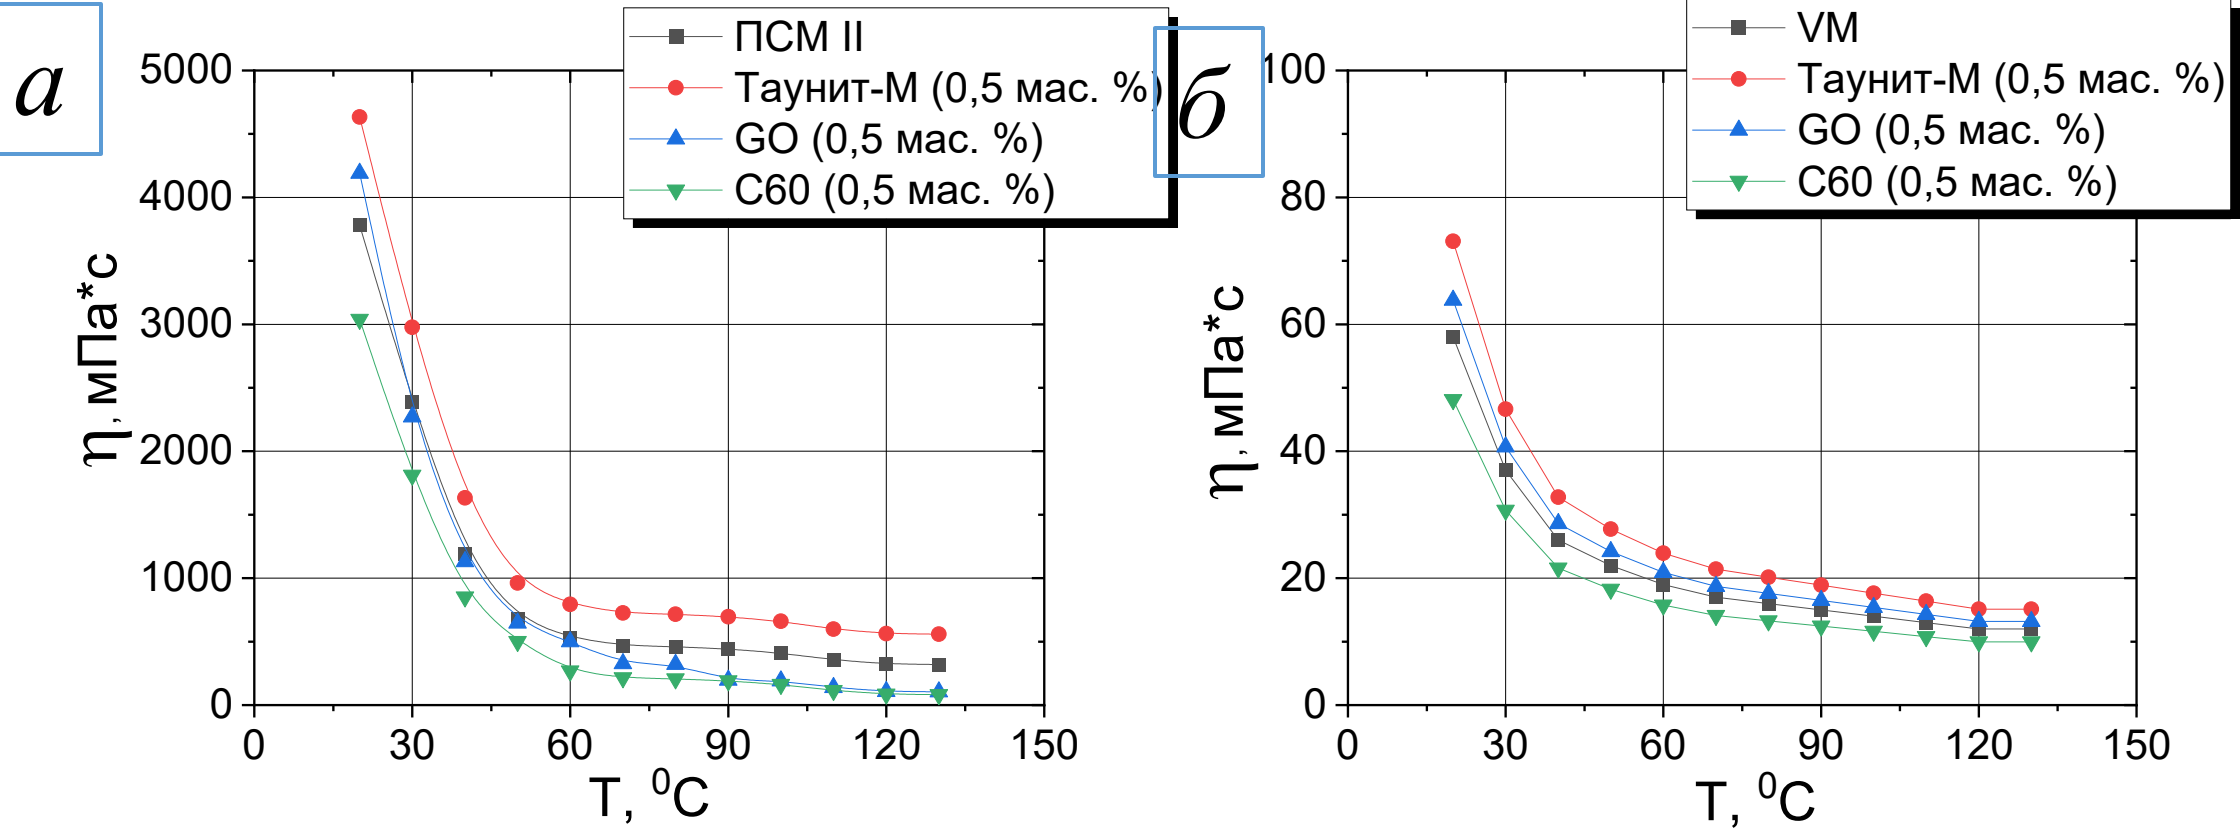 а
ПСМ II
Таунит-М (0,5 мас. %)
GO (0,5 мас. %)
C60 (0,5 мас. %)
5000
4000
3000
2000
1000
0
η, мПа*с
0 30 60 90 120 150
T, ⁰C
б
VM
Таунит-М (0,5 мас. %)
GO (0,5 мас. %)
C60 (0,5 мас. %)
100
80
60
40
20
0
η, мПа*с
0 30 60 90 120 150
T, ⁰C